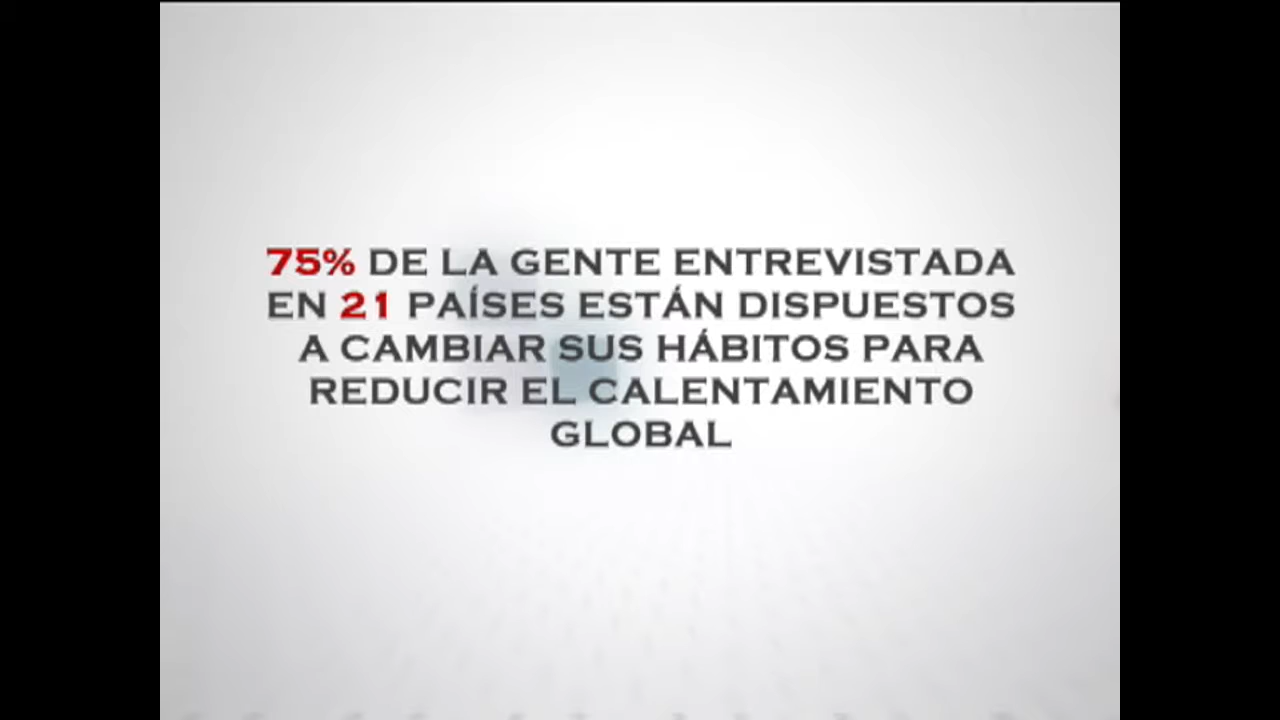 75% DE LA GENTE ENTREVISTADA
EN 21 PAÍSES ESTÁN DISPUESTOS
A CAMBIAR SUS HÁBITOS PARA
REDUCIR EL CALENTAMIENTO
GLOBAL